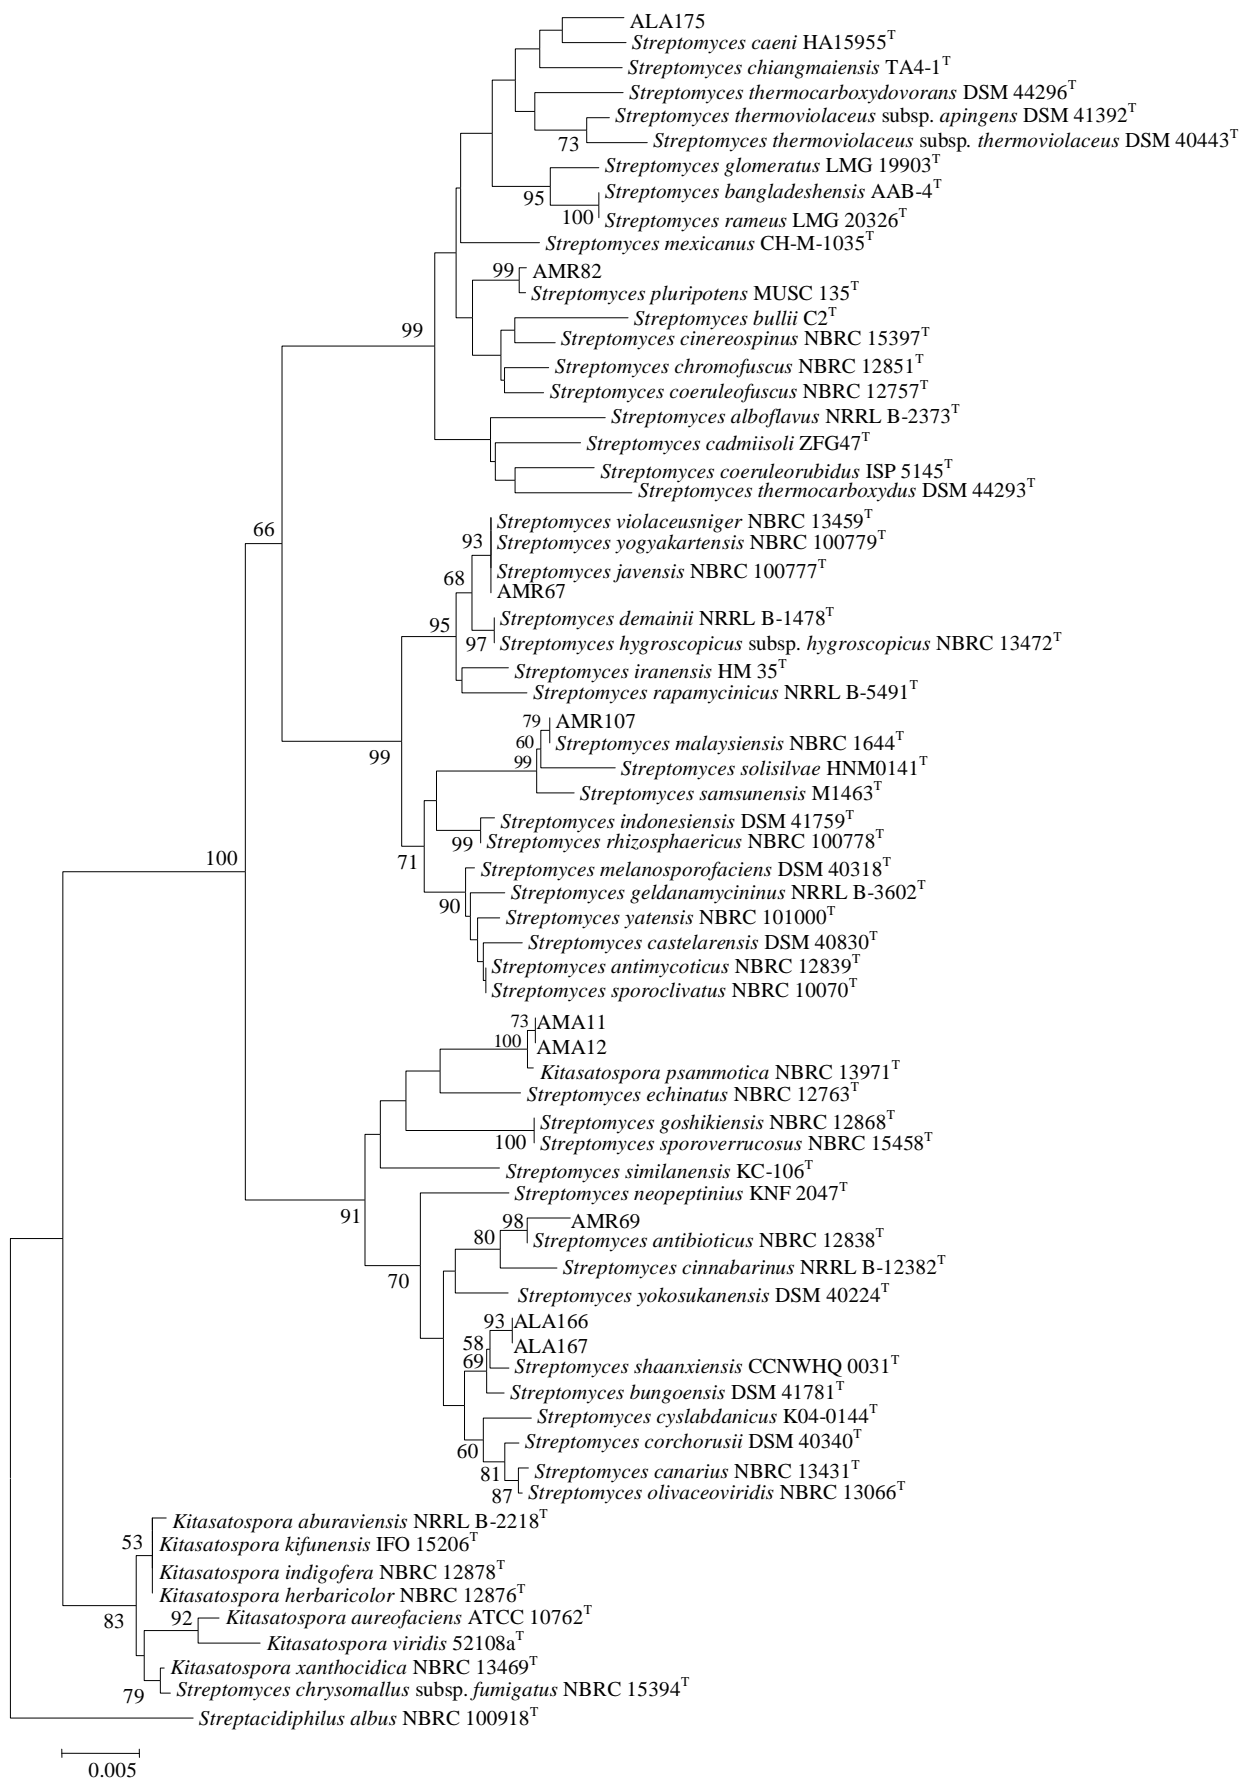 ALA175
Streptomyces caeni HA15955T
Streptomyces chiangmaiensis TA4-1T
Streptomyces thermocarboxydovorans DSM 44296T
Streptomyces thermoviolaceus subsp. apingens DSM 41392T
73 Streptomyces thermoviolaceus subsp. thermoviolaceus DSM 40443T
Streptomyces glomeratus LMG 19903T
95 Streptomyces bangladeshensis AAB-4T
100 Streptomyces rameus LMG 20326T
Streptomyces mexicanus CH-M-1035T
99 AMR82
Streptomyces pluripotens MUSC 135T
Streptomyces bullii C2T
99 Streptomyces cinereospinus NBRC 15397T
Streptomyces chromofuscus NBRC 12851T
Streptomyces coeruleofuscus NBRC 12757T
Streptomyces alboflavus NRRL B-2373T
Streptomyces cadmiisoli ZFG47T
Streptomyces coeruleorubidus ISP 5145T
Streptomyces thermocarboxydus DSM 44293T
Streptomyces violaceusniger NBRC 13459T
66 93 Streptomyces yogyakartensis NBRC 100779T
68 Streptomyces javensis NBRC 100777T
AMR67
95 Streptomyces demainii NRRL B-1478T
97 Streptomyces hygroscopicus subsp. hygroscopicus NBRC 13472T
Streptomyces iranensis HM 35T
Streptomyces rapamycinicus NRRL B-5491T
79 AMR107
60 Streptomyces malaysiensis NBRC 1644T
99 99 Streptomyces solisilvae HNM0141T
Streptomyces samsunensis M1463T
Streptomyces indonesiensis DSM 41759T
99 Streptomyces rhizosphaericus NBRC 100778T
100 71 Streptomyces melanosporofaciens DSM 40318T
90 Streptomyces geldanamycininus NRRL B-3602T
Streptomyces yatensis NBRC 101000T
Streptomyces castelarensis DSM 40830T
Streptomyces antimycoticus NBRC 12839T
Streptomyces sporoclivatus NBRC 10070T
73 AMA11
100 AMA12
Kitasatospora psammotica NBRC 13971T
Streptomyces echinatus NBRC 12763T
Streptomyces goshikiensis NBRC 12868T
100 Streptomyces sporoverrucosus NBRC 15458T
Streptomyces similanensis KC-106T
Streptomyces neopeptinius KNF 2047T
91 98 AMR69
80 Streptomyces antibioticus NBRC 12838T
Streptomyces cinnabarinus NRRL B-12382T
70 Streptomyces yokosukanensis DSM 40224T
93 ALA166
58 ALA167
69 Streptomyces shaanxiensis CCNWHQ 0031T
Streptomyces bungoensis DSM 41781T
Streptomyces cyslabdanicus K04-0144T
60 Streptomyces corchorusii DSM 40340T
81 Streptomyces canarius NBRC 13431T
87 Streptomyces olivaceoviridis NBRC 13066T
Kitasatospora aburaviensis NRRL B-2218T
53 Kitasatospora kifunensis IFO 15206T
Kitasatospora indigofera NBRC 12878T
Kitasatospora herbaricolor NBRC 12876T
83 92 Kitasatospora aureofaciens ATCC 10762T
Kitasatospora viridis 52108aT
Kitasatospora xanthocidica NBRC 13469T
79 Streptomyces chrysomallus subsp. fumigatus NBRC 15394T
Streptacidiphilus albus NBRC 100918T
0.005